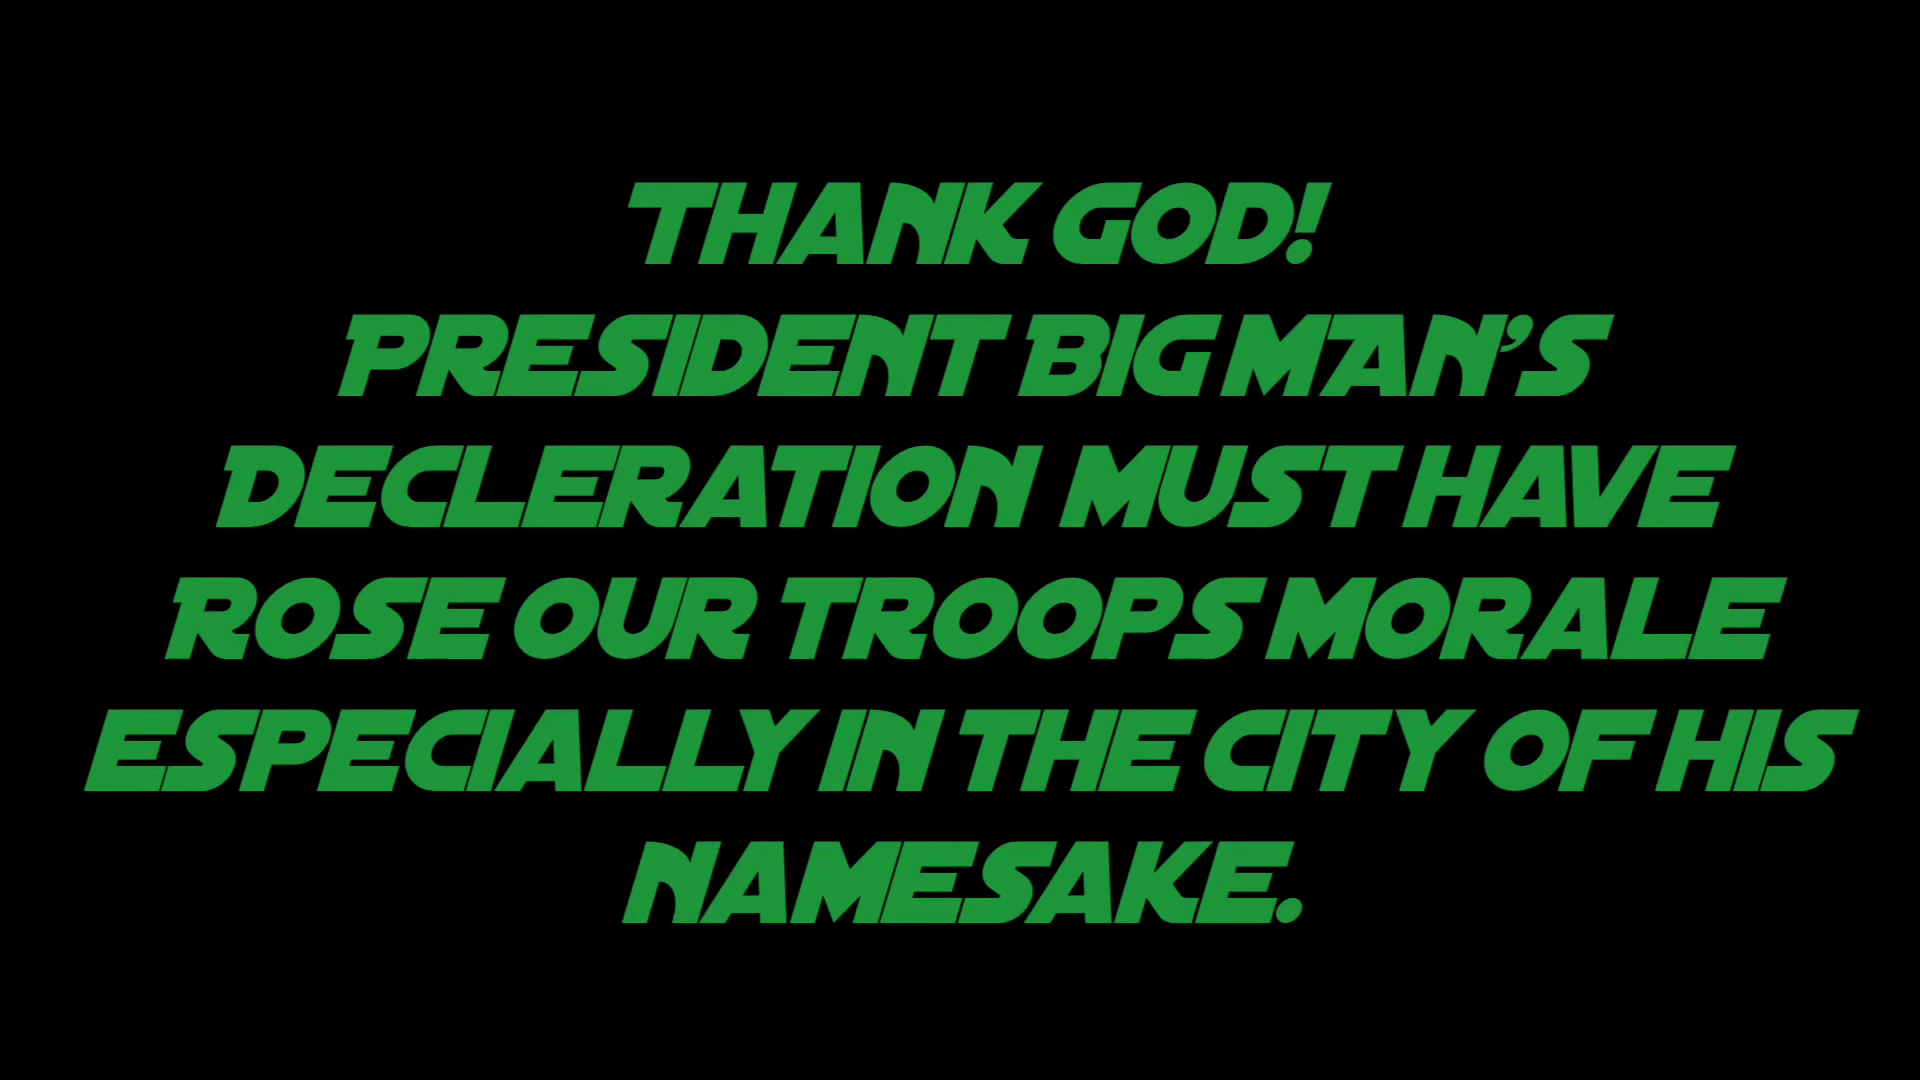 THANK GOD!
PRESIDENT BIG MAN'S
DECLERATION MUST HAVE
ROSE OUR TROOPS MORALE
ESPECIALLY IN THE CITY OF HIS
NAMESAKE.